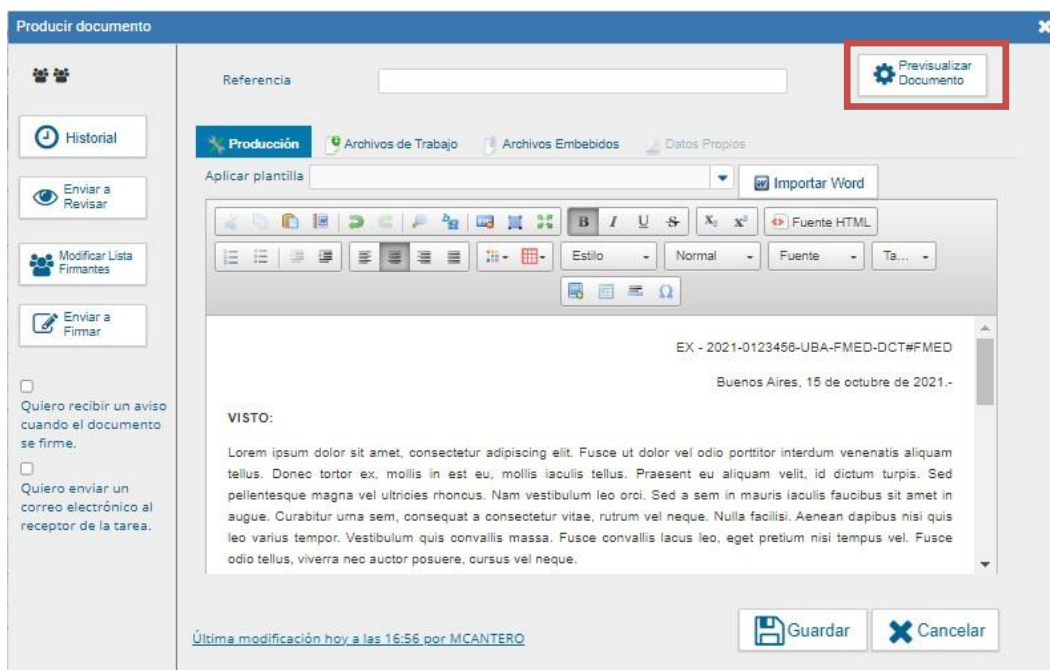 Producir documento
Referencia
Previsualizar
Documento
Historial
Enviar a
Revisar
Modificar Lista
Firmantes
Enviar a
Firmar
Quiero recibir un aviso
cuando el documento
se firme.
Quiero enviar un
correo electrónico al
receptor de la tarea.
Producción Archivos de Trabajo Archivos Embebidos Datos Propios
Aplicar plantilla Importar Word
B I U S X₂ x² Fuente HTML
Estilo Normal Fuente Ta...
Ω
EX - 2021-0123456-UBA-FMED-DCT#FMED
Buenos Aires, 15 de octubre de 2021.-
VISTO:
Lorem ipsum dolor sit amet, consectetur adipiscing elit. Fusce ut dolor vel odio porttitor interdum venenatis aliquam
tellus. Donec tortor ex, mollis in est eu, mollis iaculis tellus. Praesent eu aliquam velit, id dictum turpis. Sed
pellentesque magna vel ultricies rhoncus. Nam vestibulum leo orci. Sed a sem in mauris iaculis faucibus sit amet in
augue. Curabitur urna sem, consequat a consectetur vitae, rutrum vel neque. Nulla facilisi. Aenean dapibus nisi quis
leo varius tempor. Vestibulum quis convallis massa. Fusce convallis lacus leo, eget pretium nisi tempus vel. Fusce
odio tellus, viverra nec auctor posuere, cursus vel neque.
Última modificación hoy a las 16:56 por MCANTERO
Guardar Cancelar